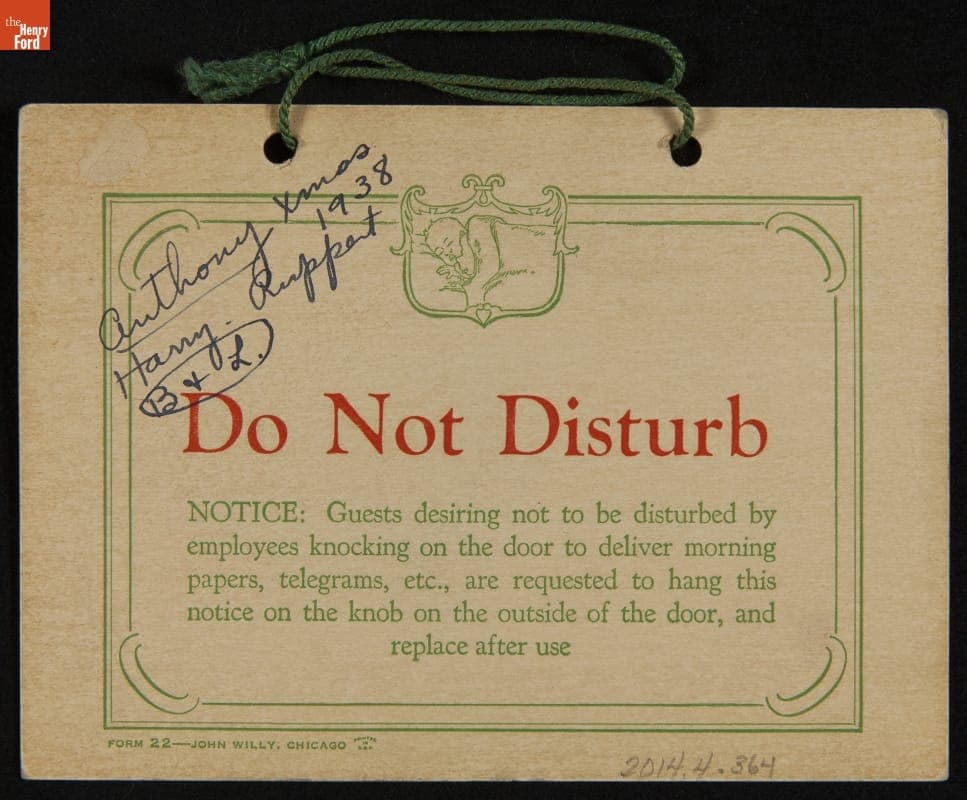 the
Henry
Ford
Anthony Xmas
1938
Harry. Ruppert
B & L.
Do Not Disturb
NOTICE: Guests desiring not to be disturbed by
employees knocking on the door to deliver morning
papers, telegrams, etc., are requested to hang this
notice on the knob on the outside of the door, and
replace after use
FORM 22—JOHN WILLY, CHICAGO PRINTED IN U.S.A.
2014.4.364